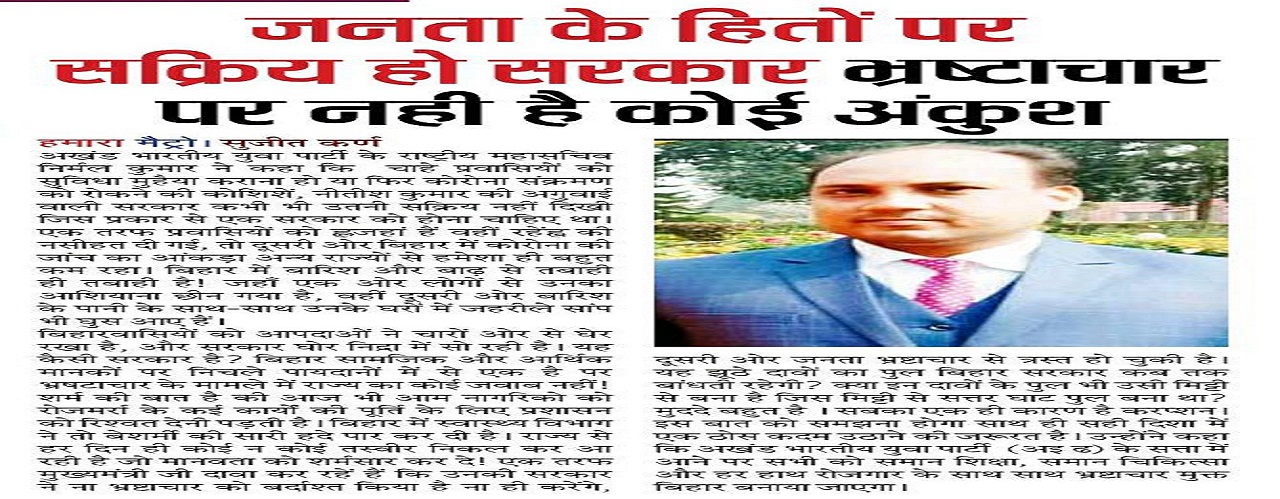 जनता के हितों पर
सक्रिय हो सरकार भ्रष्टाचार
पर नही है कोई अंकुश
हमारा मैट्रो। सुजीत कर्ण
अखंड भारतीय युवा पार्टी के राष्ट्रीय महासचिव
निर्मल कुमार ने कहा कि चाहे प्रवासियों को
सुविधा मुहैया कराना हो या फिर कोरोना संक्रमण
को रोकने की कोशिशें, नीतीश कुमार की अगुवाई
वाली सरकार कभी भी उतनी सक्रिय नहीं दिखी
जिस प्रकार से एक सरकार को होना चाहिए था।
एक तरफ प्रवासियों को ह्नजहां हैं वहीं रहेंह्न की
नसीहत दी गई, तो दूसरी ओर बिहार में कोरोना की
जांच का आंकड़ा अन्य राज्यों से हमेशा ही बहुत
कम रहा। बिहार में बारिश और बाढ़ से तबाही
ही तबाही है! जहाँ एक ओर लोगों से उनका
आशियाना छीन गया है, वहीं दूसरी ओर बारिश
के पानी के साथ-साथ उनके घरों में जहरीले सांप
भी घुस आए हैं।
बिहारवासियों को आपदाओं ने चारों ओर से घेर
रखा है, और सरकार घोर निद्रा में सो रही है। यह
कैसी सरकार है? बिहार सामजिक और आर्थिक
मानकों पर निचले पायदानों में से एक है पर
भ्रषटाचार के मामले में राज्य का कोई जवाब नहीं!
शर्म की बात है की आज भी आम नागरिको को
रोजमर्रा के कई कार्यों की पूर्ति के लिए प्रशासन
को रिश्वत देनी पड़ती है। बिहार में स्वास्थ्य विभाग
ने तो बेशर्मी की सारी हदे पार कर दी है। राज्य से
हर दिन ही कोई न कोई तस्वीर निकल कर आ
रही है जो मानवता को शर्मसार कर दे! एक तरफ
मुख्यमंत्री जी दावा कर रहे हैं कि उनकी सरकार
ने ना भ्रष्टाचार को बर्दाश्त किया है ना ही करेंगे,
दूसरी ओर जनता भ्रष्टाचार से त्रस्त हो चुकी है।
यह झूठे दावों का पुल बिहार सरकार कब तक
बांधती रहेगी? क्या इन दावों के पुल भी उसी मिट्टी
से बना है जिस मिट्टी से सत्तर घाट पुल बना था?
मुददे बहुत है । सबका एक ही कारण है करप्शन।
इस बात को समझना होगा साथ ही सही दिशा में
एक ठोस कदम उठाने की जरूरत है। उन्होंने कहा
कि अखंड भारतीय युवा पार्टी (अइ ढ) के सत्ता में
आने पर सभी को समान शिक्षा, समान चिकित्सा
और हर हाथ रोजगार के साथ साथ भ्रष्टाचार मुक्त
बिहार बनाया जाएगा।